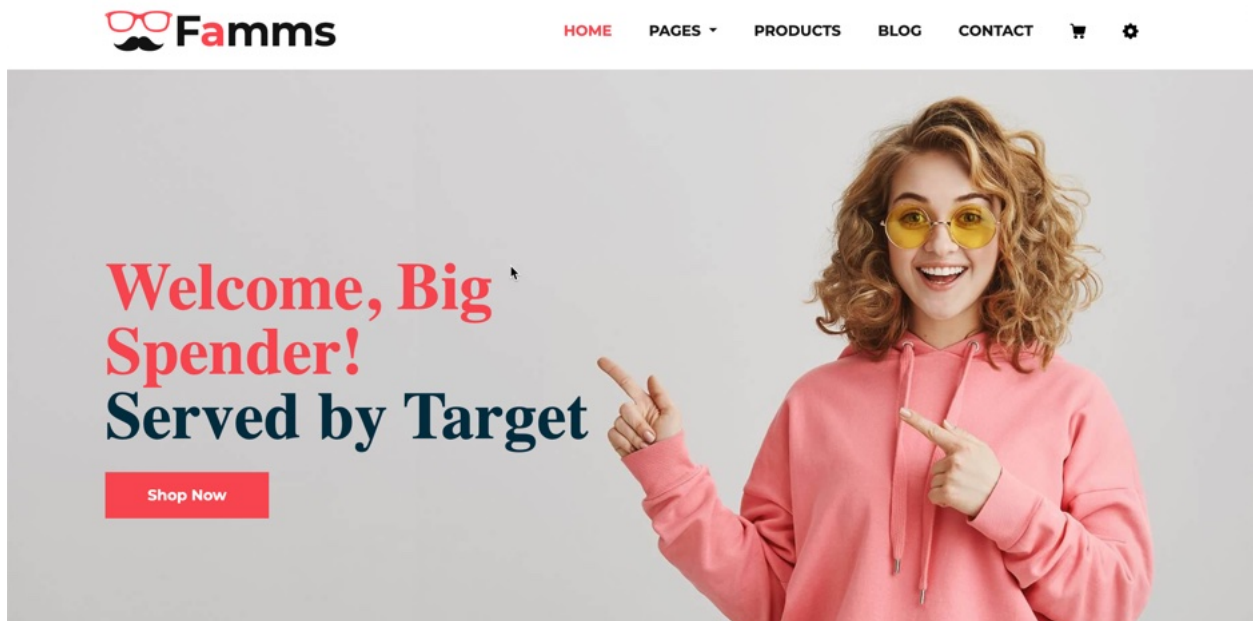 Famms
HOME PAGES PRODUCTS BLOG CONTACT
Welcome, Big
Spender!
Served by Target
Shop Now